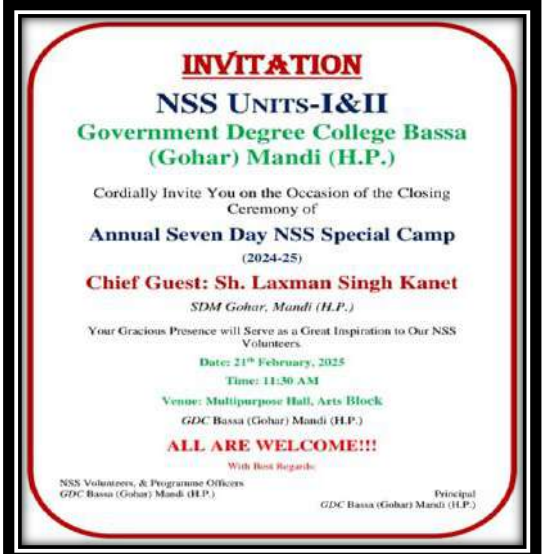 INVITATION
NSS UNITS-I&II
Government Degree College Bassa
(Gohar) Mandi (H.P.)
Cordially Invite You on the Occasion of the Closing
Ceremony of
Annual Seven Day NSS Special Camp
(2024-25)
Chief Guest: Sh. Laxman Singh Kanet
SDM Gohar, Mandi (H.P.)
Your Gracious Presence will Serve as a Great Inspiration to Our NSS
Volunteers
Date: 21th February, 2025
Time: 11:30 AM
Venue: Multipurpose Hall, Arts Block
GDC Bassa (Gohar) Mandi (H.P.)
ALL ARE WELCOME!!!
With Best Regards:
NSS Volunteers, & Programme Officers
GDC Bassa (Gohar) Mandi (H.P.)
Principal
GDC Bassa (Gohar) Mandi (H.P.)